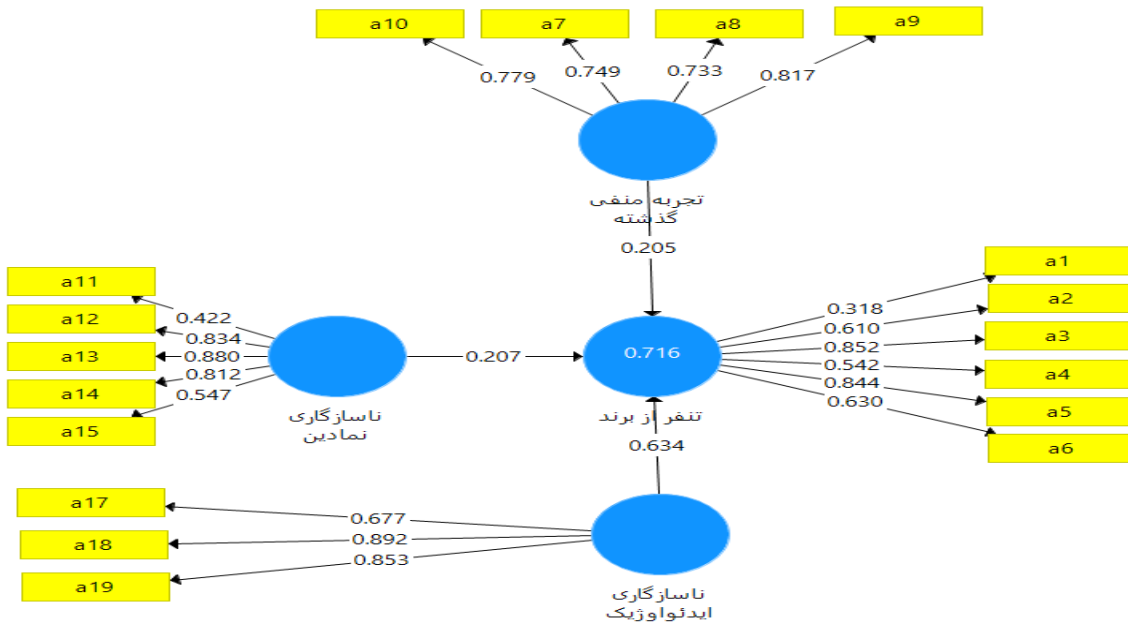 a10
a7
a8
a9
0.779
0.749
0.733
0.817
تجربه منفی
گذشته
0.205
a11
a12
a13
a14
a15
0.422
0.834
0.880
0.812
0.547
ناسازگاری
نمادین
0.207
0.716
تنفر از برند
0.318
0.610
0.852
0.542
0.844
0.630
a1
a2
a3
a4
a5
a6
0.634
a17
a18
a19
0.677
0.892
0.853
ناسازگاری
ایدئواوژیک